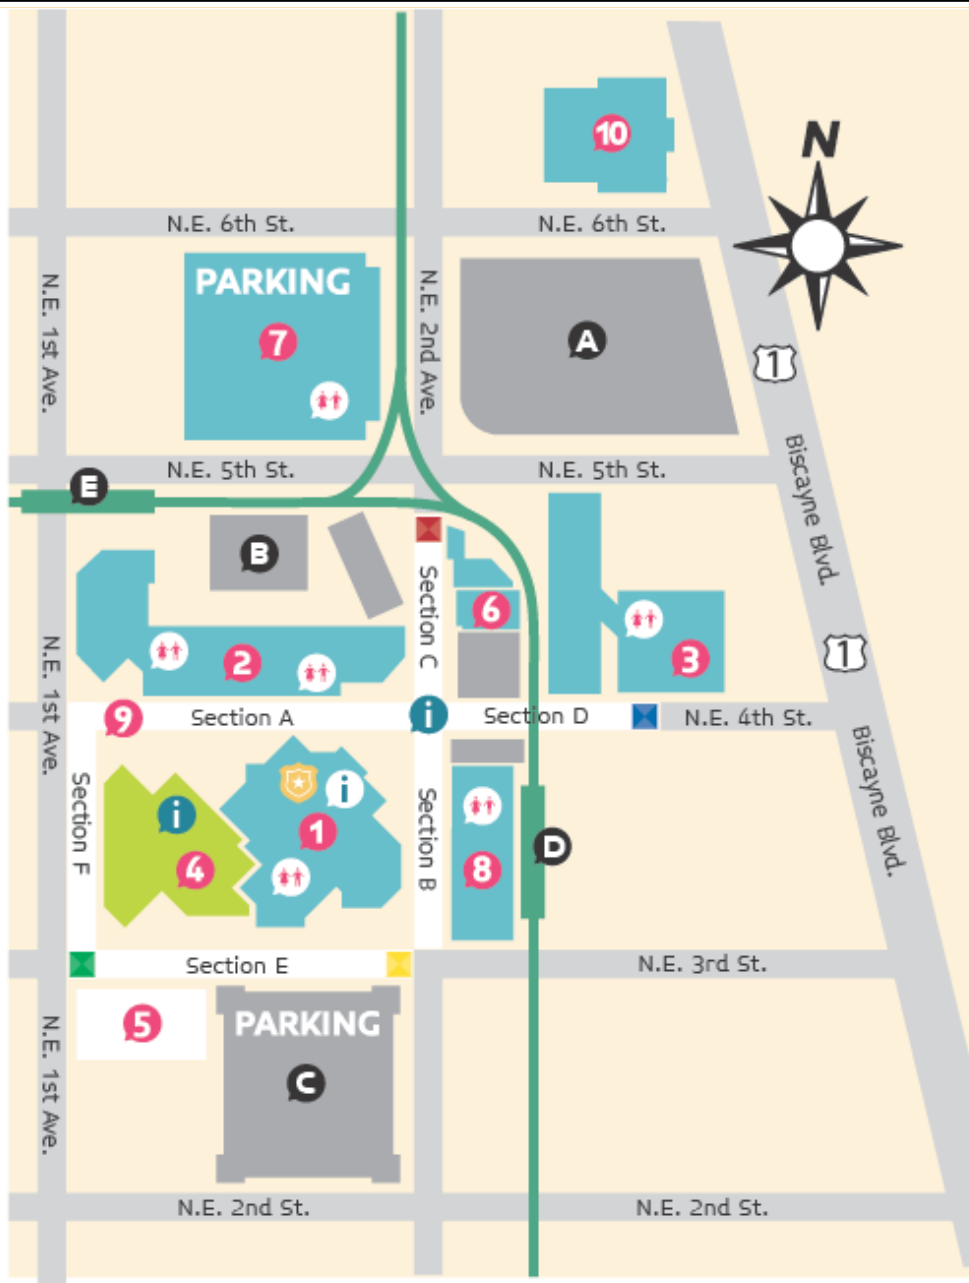 10
N
N.E. 6th St.
N.E. 6th St.
PARKING
7
N.E. 1st Ave.
N.E. 2nd Ave.
A
1
Biscayne Blvd.
N.E. 5th St.
N.E. 5th St.
E
B
Section C
6
3
2
1
N.E. 1st Ave.
9
Section A
i
Section D
N.E. 4th St.
Biscayne Blvd.
Section F
i
i
1
4
Section B
8
D
Section E
N.E. 3rd St.
5
PARKING
C
N.E. 1st Ave.
N.E. 2nd St.
N.E. 2nd St.